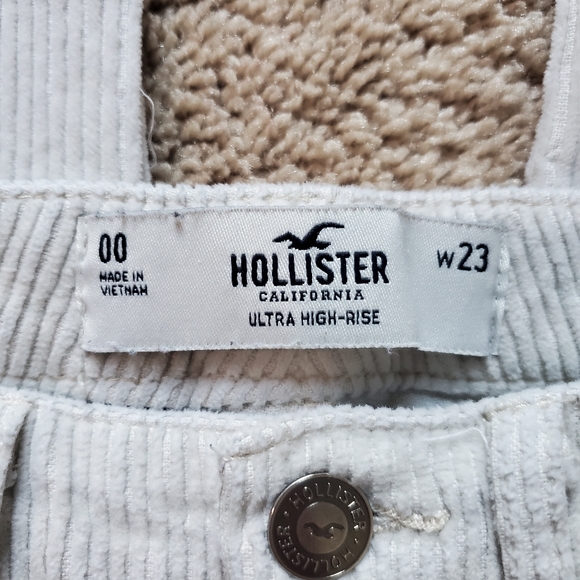 00
MADE IN
VIETNAM
HOLLISTER
CALIFORNIA
ULTRA HIGH-RISE
W23
HOLLISTER
HOLLISTER